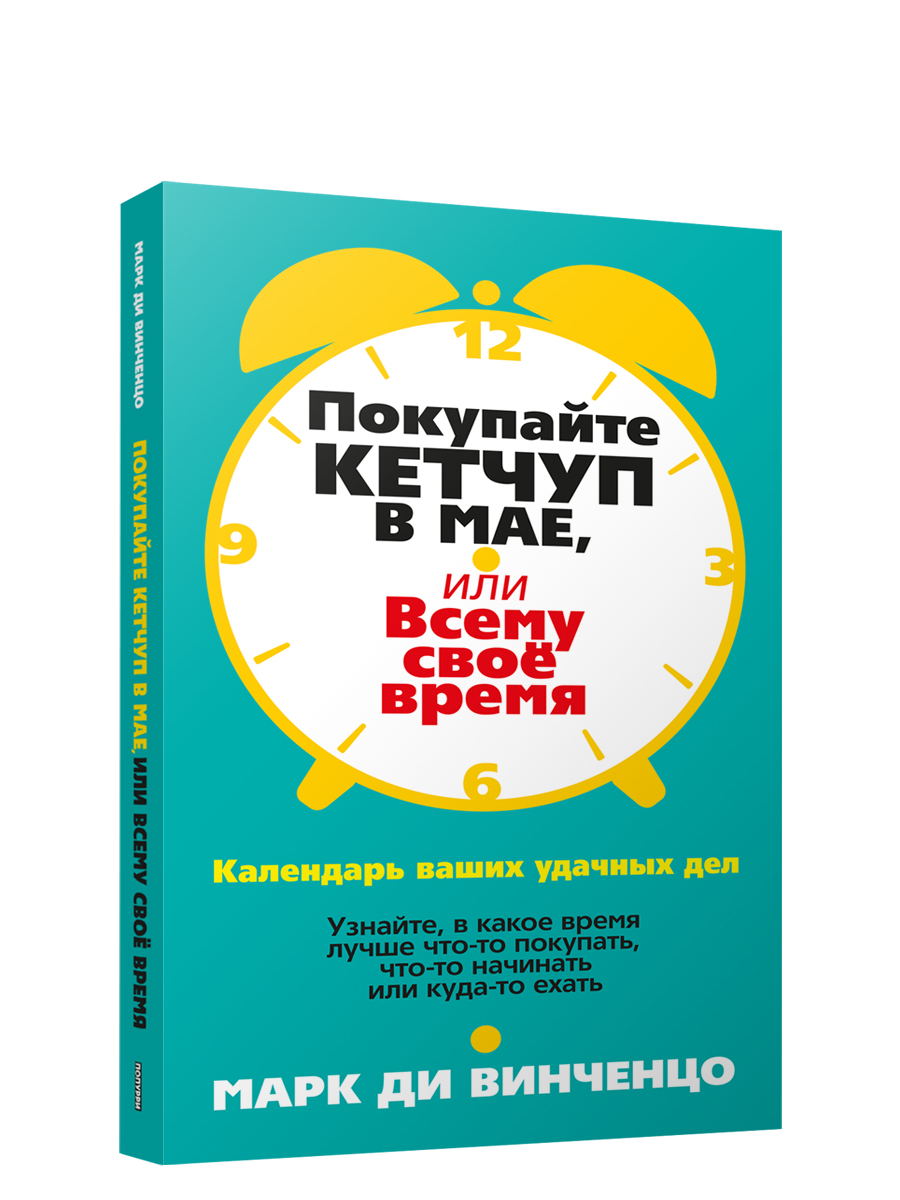 МАРК ДИ ВИНЧЕНЦО
ПОКУПАЙТЕ КЕТЧУП В МАЕ, ИЛИ ВСЕМУ СВОЁ ВРЕМЯ
ПОПУРРИ
12
9
3
6
Покупайте
КЕТЧУП
В МАЕ,
или
Всему
своё
время
Календарь ваших удачных дел
Узнайте, в какое время
лучше что-то покупать,
что-то начинать
или куда-то ехать
МАРК ДИ ВИНЧЕНЦО